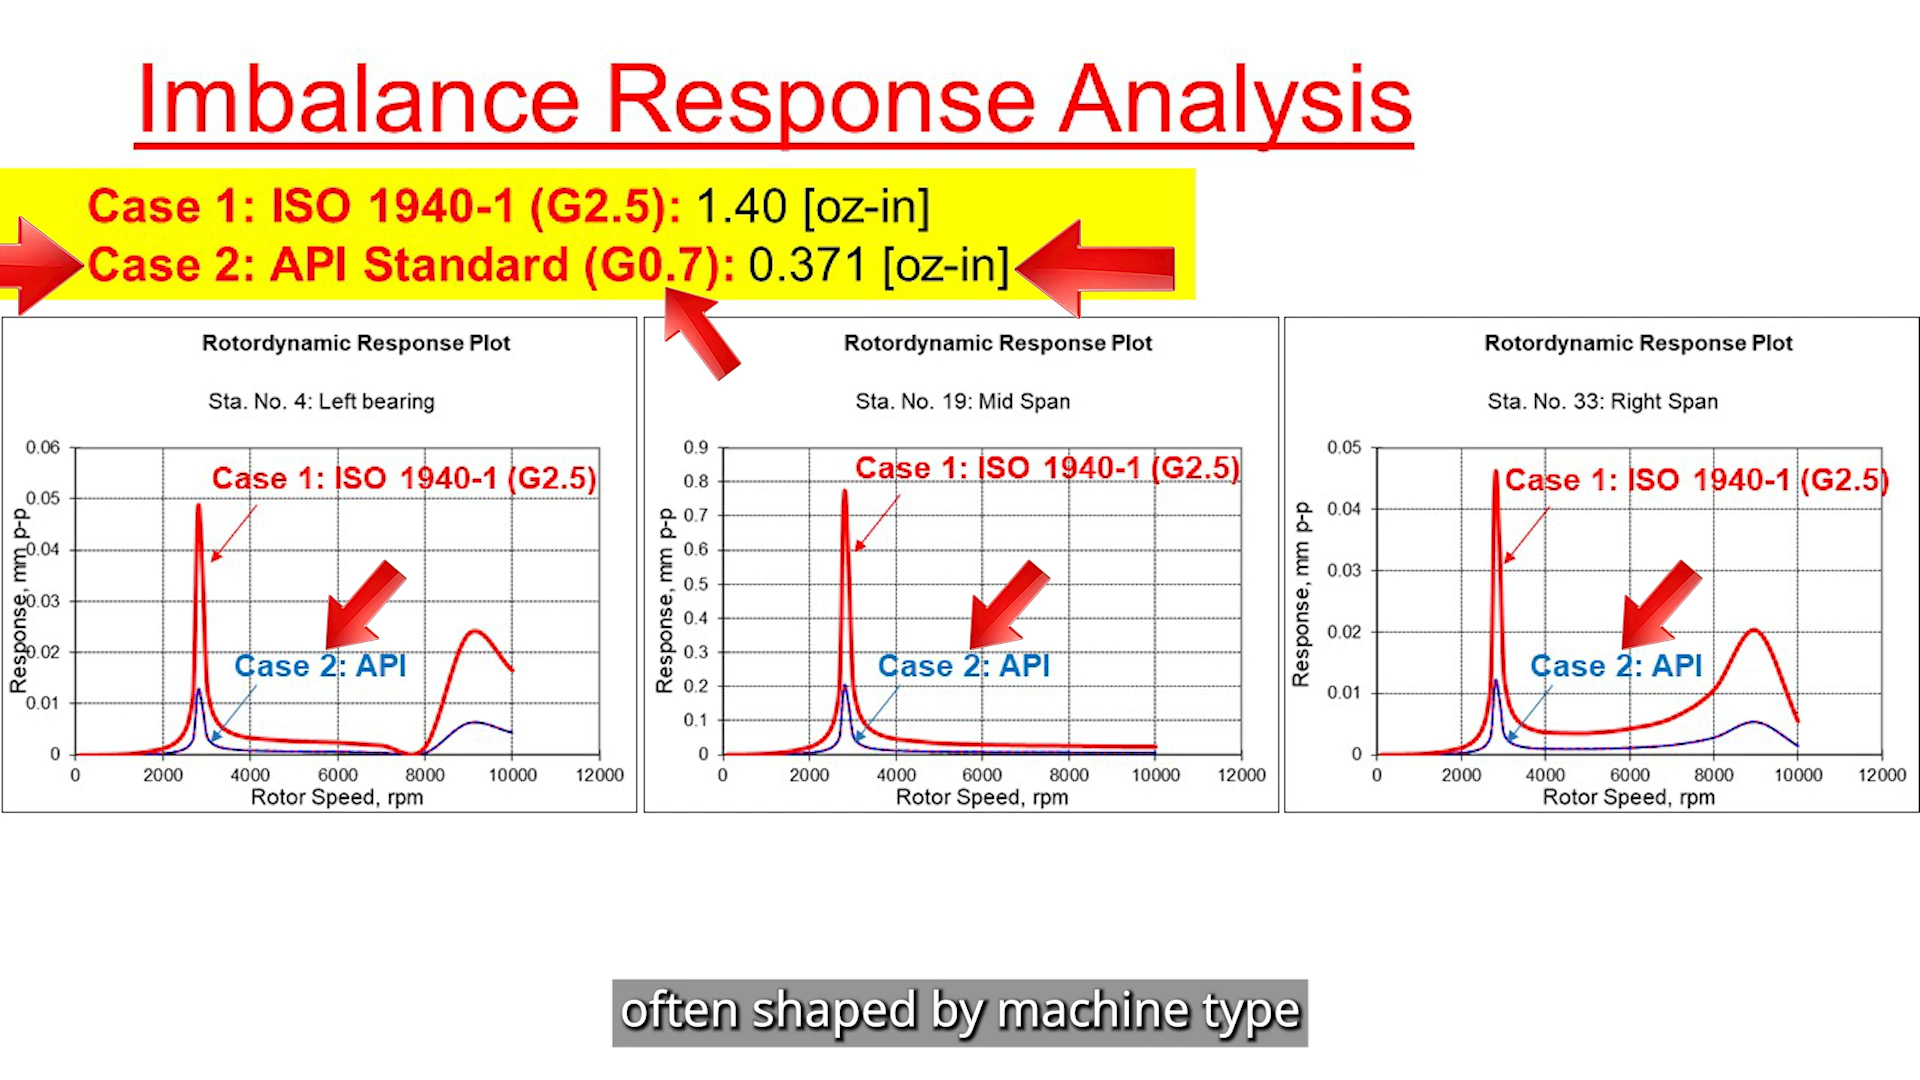 Imbalance Response Analysis
Case 1: ISO 1940-1 (G2.5): 1.40 [oz-in]
Case 2: API Standard (G0.7): 0.371 [oz-in]
Rotordynamic Response Plot
Sta. No. 4: Left bearing
Response, mm p-p
0.06
0.05
0.04
0.03
0.02
0.01
0
Case 1: ISO 1940-1 (G2.5)
Case 2: API
0 2000 4000 6000 8000 10000 12000
Rotor Speed, rpm
Rotordynamic Response Plot
Sta. No. 19: Mid Span
Response, mm p-p
0.9
0.8
0.7
0.6
0.5
0.4
0.3
0.2
0.1
0
Case 1: ISO 1940-1 (G2.5)
Case 2: API
0 2000 4000 6000 8000 10000 12000
Rotor Speed, rpm
Rotordynamic Response Plot
Sta. No. 33: Right Span
Response, mm p-p
0.05
0.04
0.03
0.02
0.01
0
Case 1: ISO 1940-1 (G2.5)
Case 2: API
0 2000 4000 6000 8000 10000 12000
Rotor Speed, rpm
often shaped by machine type